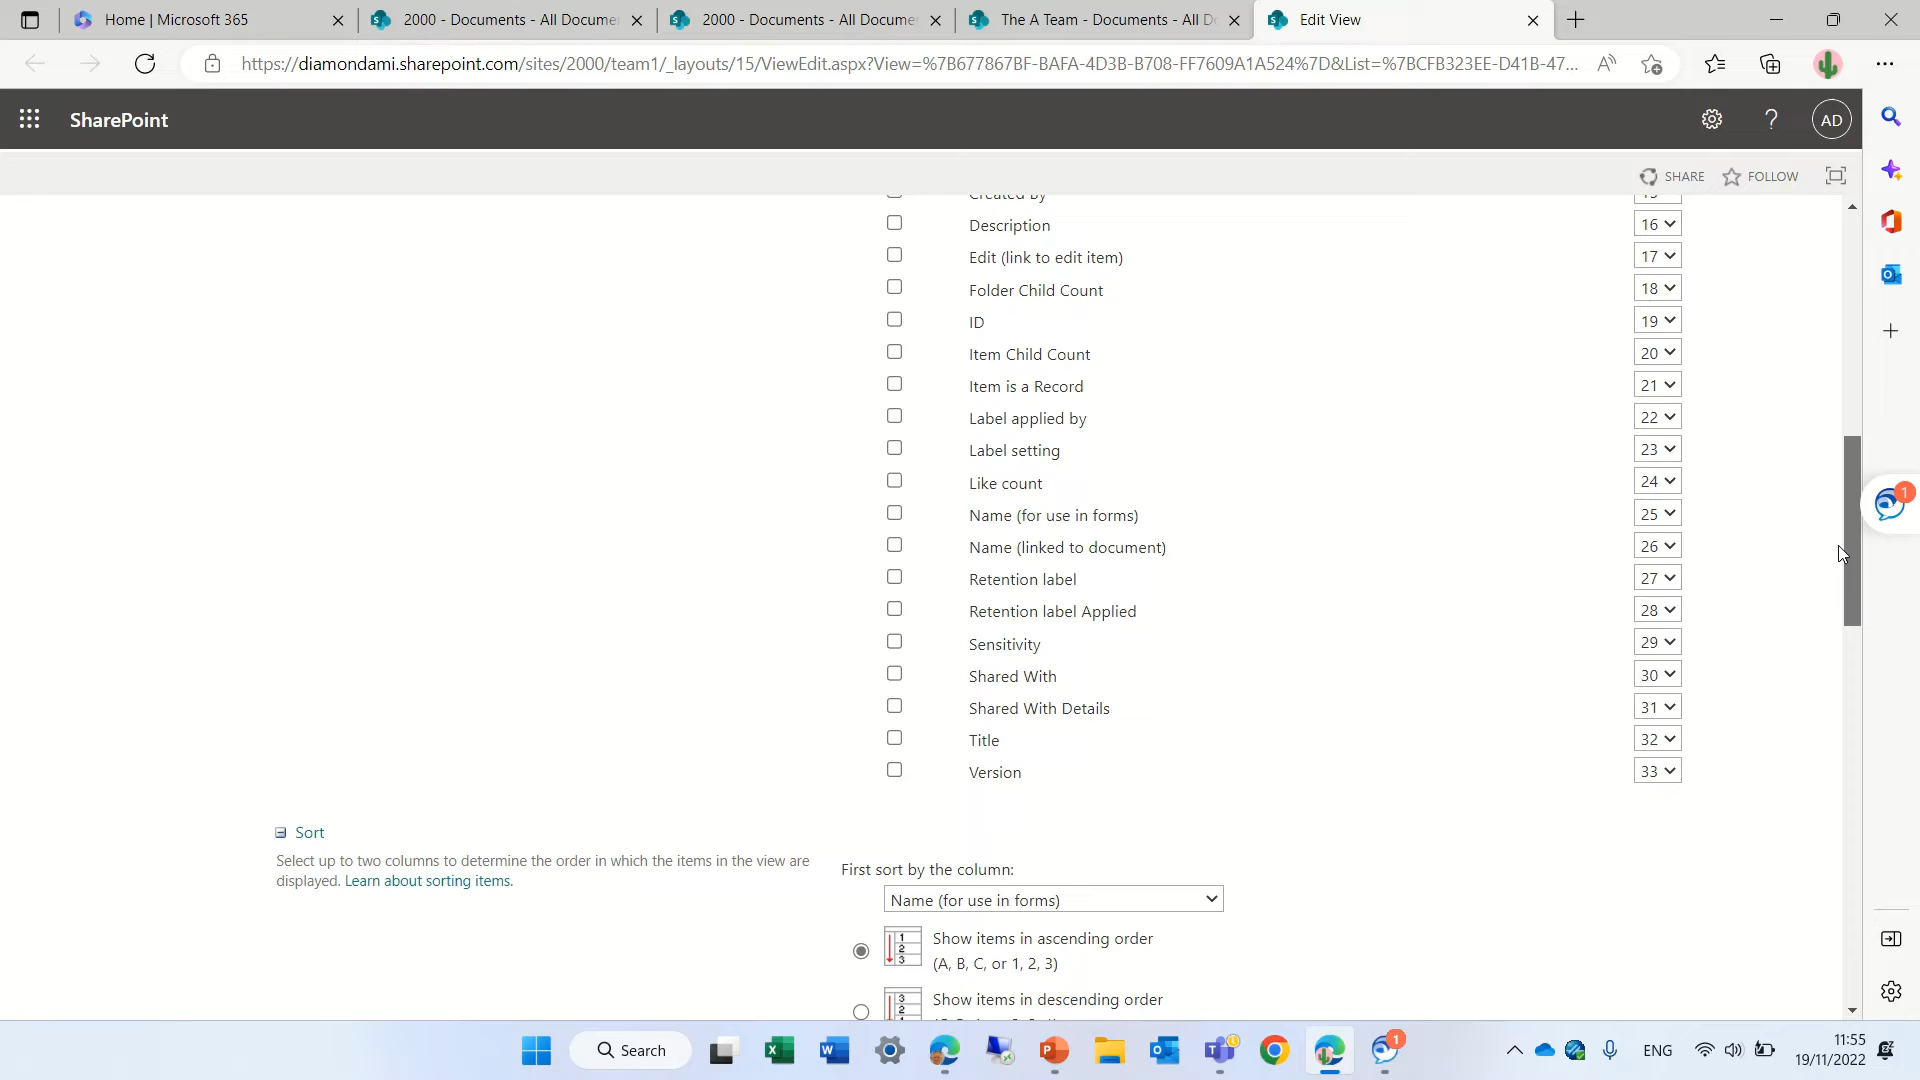 Home | Microsoft 365
2000 - Documents - All Docume
2000 - Documents - All Docume
The A Team - Documents - All Do
Edit View
https://diamondami.sharepoint.com/sites/2000/team1/_layouts/15/ViewEdit.aspx?View=%7B677867BF-BAFA-4D3B-B708-FF7609A1A524%7D&List=%7BCFB323EE-D41B-47...
SharePoint
AD
SHARE
FOLLOW
Created By 15
Description 16
Edit (link to edit item) 17
Folder Child Count 18
ID 19
Item Child Count 20
Item is a Record 21
Label applied by 22
Label setting 23
Like count 24
Name (for use in forms) 25
Name (linked to document) 26
Retention label 27
Retention label Applied 28
Sensitivity 29
Shared With 30
Shared With Details 31
Title 32
Version 33
Sort
Select up to two columns to determine the order in which the items in the view are
displayed. Learn about sorting items.
First sort by the column:
Name (for use in forms)
Show items in ascending order
(A, B, C, or 1, 2, 3)
Show items in descending order
1
Search
1
ENG
11:55
19/11/2022